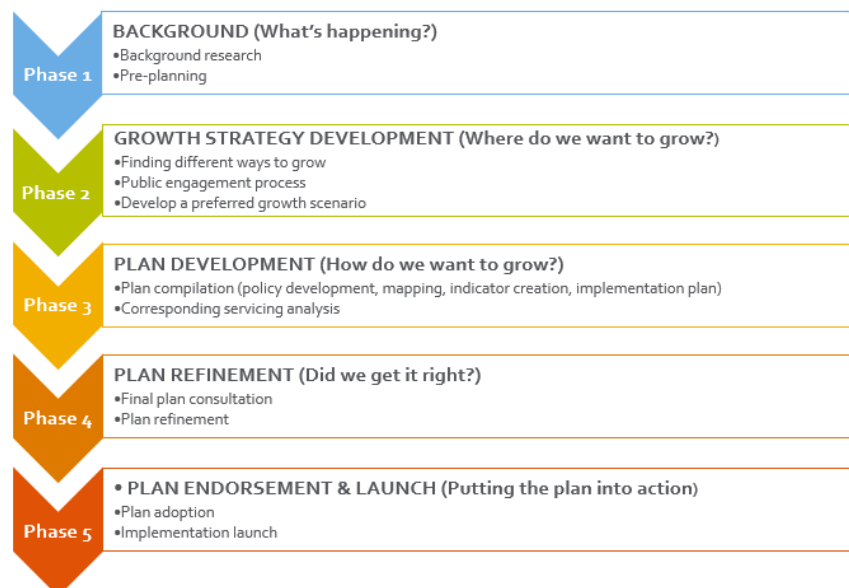 BACKGROUND (What's happening?)
•Background research
Phase 1
•Pre-planning
GROWTH STRATEGY DEVELOPMENT (Where do we want to grow?)
•Finding different ways to grow
Phase 2
•Public engagement process
•Develop a preferred growth scenario
PLAN DEVELOPMENT (How do we want to grow?)
•Plan compilation (policy development, mapping, indicator creation, implementation plan)
Phase 3
•Corresponding servicing analysis
PLAN REFINEMENT (Did we get it right?)
•Final plan consultation
Phase 4
•Plan refinement
• PLAN ENDORSEMENT & LAUNCH (Putting the plan into action)
•Plan adoption
Phase 5
•Implementation launch